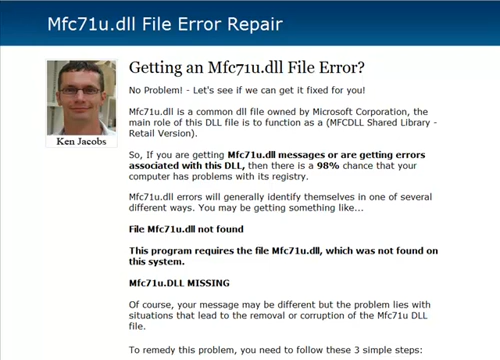 Mfc71u.dll File Error Repair
Getting an Mfc71u.dll File Error?
No Problem! - Let's see if we can get it fixed for you!
Mfc71u.dll is a common dll file owned by Microsoft Corporation, the
main role of this DLL file is to function as a (MFCDLL Shared Library -
Retail Version).
Ken Jacobs
So, If you are getting Mfc71u.dll messages or are getting errors
associated with this DLL, then there is a 98% chance that your
computer has problems with its registry.
Mfc71u.dll errors will generally identify themselves in one of several
different ways. You may be getting something like...
File Mfc71u.dll not found
This program requires the file Mfc71u.dll, which was not found on
this system.
Mfc71u.DLL MISSING
Of course, your message may be different but the problem lies with
situations that lead to the removal or corruption of the Mfc71u DLL
file.
To remedy this problem, you need to follow these 3 simple steps: